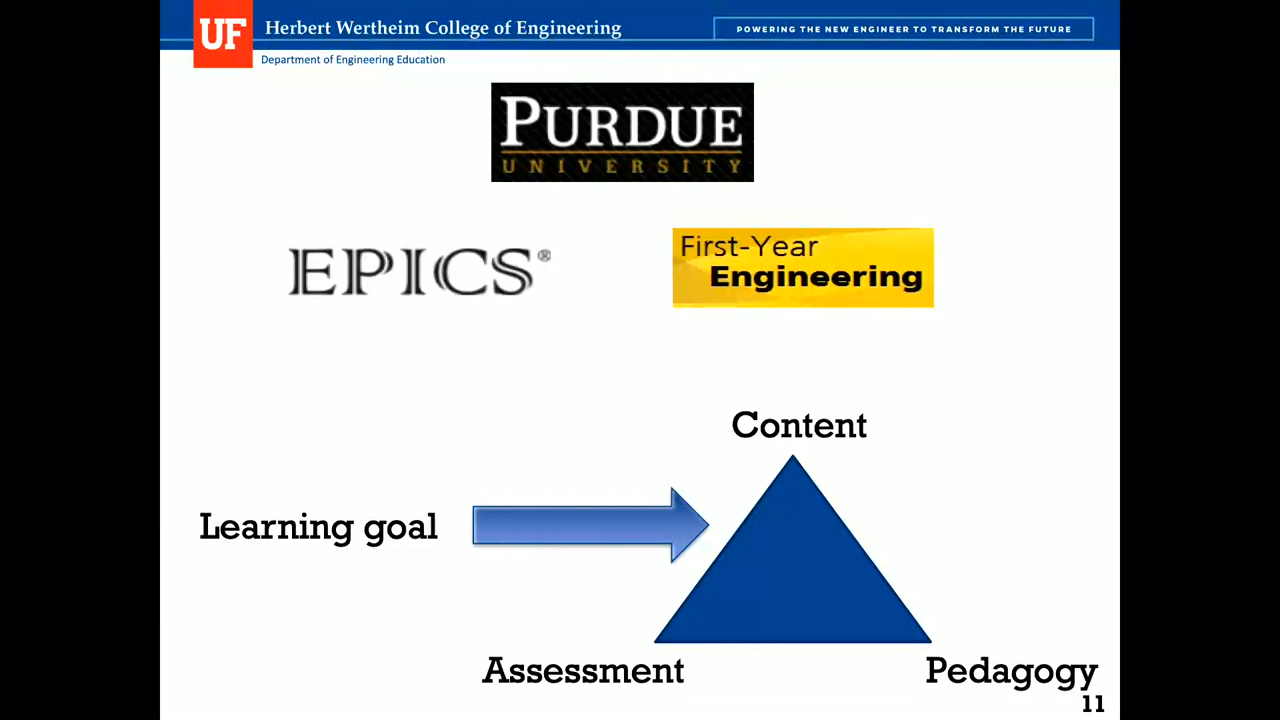 UF
Herbert Wertheim College of Engineering
POWERING THE NEW ENGINEER TO TRANSFORM THE FUTURE
Department of Engineering Education
PURDUE
UNIVERSITY
EPICS®
First-Year
Engineering
Content
Learning goal
Assessment
Pedagogy
11